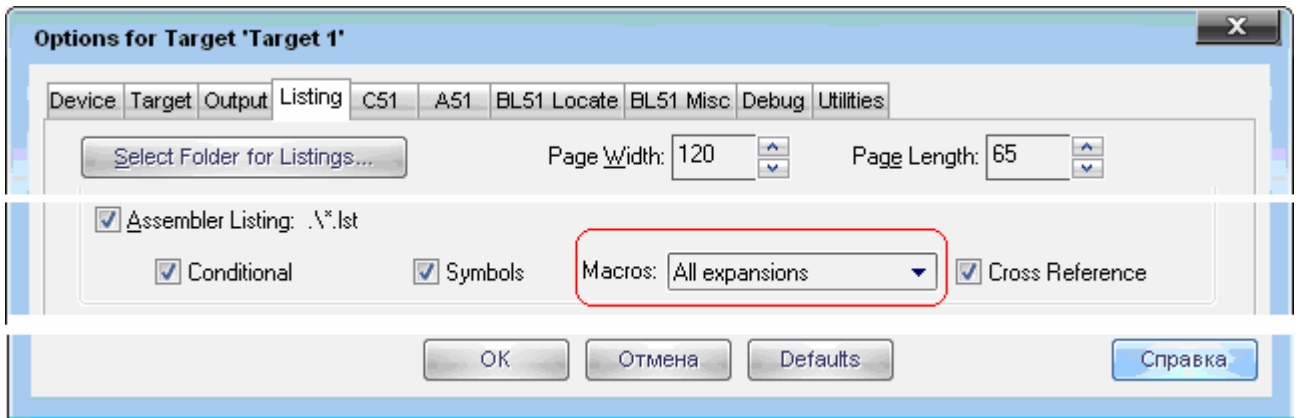 Options for Target 'Target 1'
X
Device Target Output Listing C51 A51 BL51 Locate BL51 Misc Debug Utilities
Select Folder for Listings... Page Width: 120 Page Length: 65
Assembler Listing: .\*.lst
Conditional Symbols Macros: All expansions Cross Reference
OK Отмена Defaults Справка